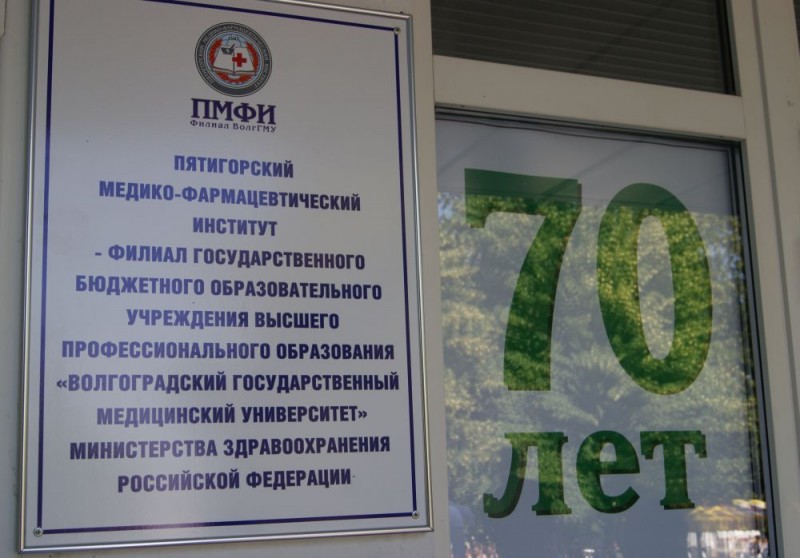 ПМФИ
Филиал ВолгГМУ
ПЯТИГОРСКИЙ
МЕДИКО-ФАРМАЦЕВТИЧЕСКИЙ
ИНСТИТУТ
- ФИЛИАЛ ГОСУДАРСТВЕННОГО
БЮДЖЕТНОГО ОБРАЗОВАТЕЛЬНОГО
УЧРЕЖДЕНИЯ ВЫСШЕГО
ПРОФЕССИОНАЛЬНОГО ОБРАЗОВАНИЯ
«ВОЛГОГРАДСКИЙ ГОСУДАРСТВЕННЫЙ
МЕДИЦИНСКИЙ УНИВЕРСИТЕТ»
МИНИСТЕРСТВА ЗДРАВООХРАНЕНИЯ
РОССИЙСКОЙ ФЕДЕРАЦИИ
70
лет